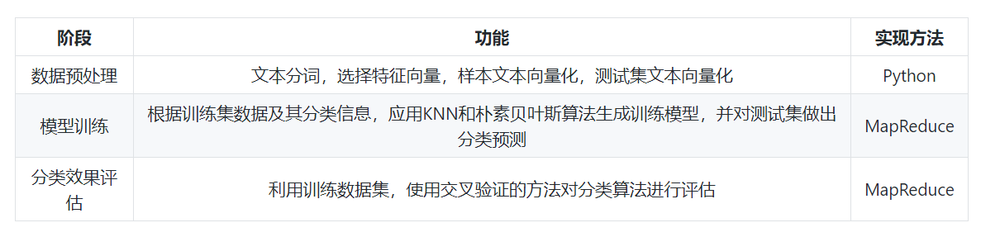 阶段 功能 实现方法
数据预处理 文本分词，选择特征向量，样本文本向量化，测试集文本向量化 Python
模型训练 根据训练集数据及其分类信息，应用KNN和朴素贝叶斯算法生成训练模型，并对测试集做出
分类预测 MapReduce
分类效果评
估 利用训练数据集，使用交叉验证的方法对分类算法进行评估 MapReduce